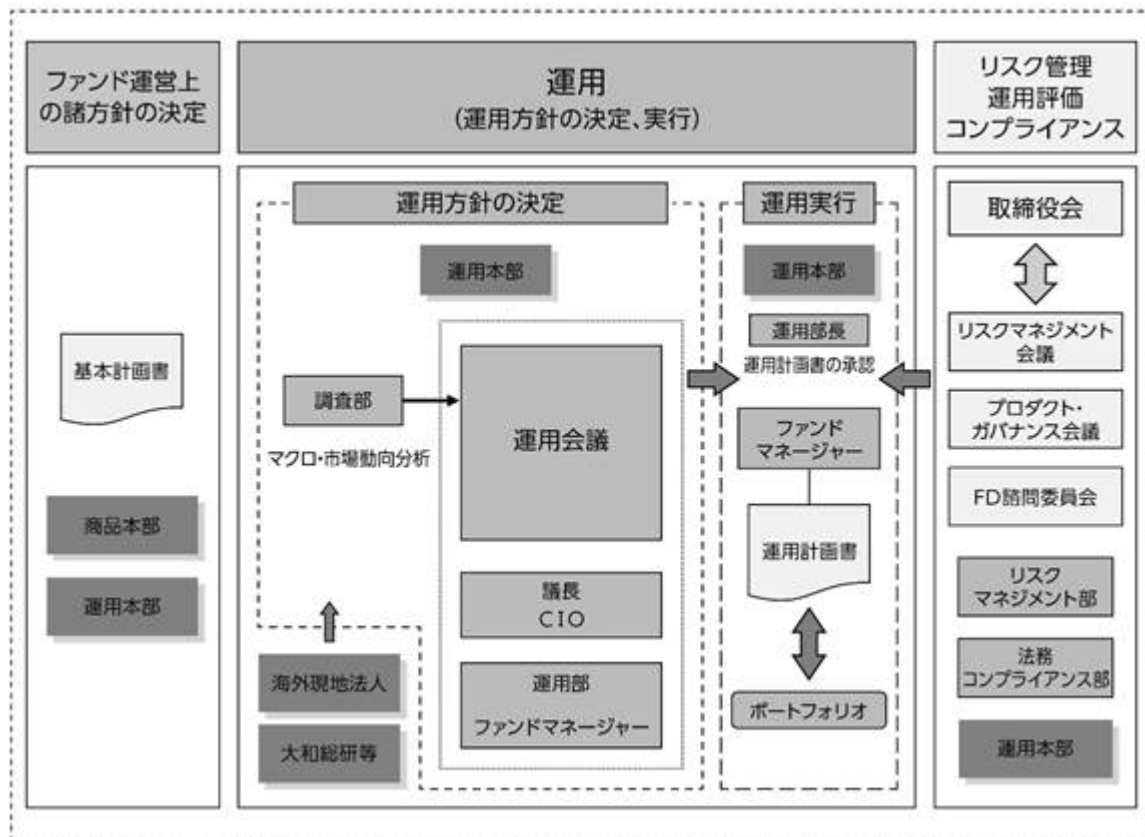 ファンド運営上
の諸方針の決定
運用
(運用方針の決定、実行)
リスク管理
運用評価
コンプライアンス
基本計画書
商品本部
運用本部
運用方針の決定
運用本部
調査部
マクロ・市場動向分析
運用会議
議長
CIO
運用部
ファンドマネージャー
海外現地法人
大和総研等
運用実行
運用本部
運用部長
運用計画書の承認
ファンド
マネージャー
運用計画書
ポートフォリオ
取締役会
リスクマネジメント
会議
プロダクト・
ガバナンス会議
FD諮問委員会
リスク
マネジメント部
法務
コンプライアンス部
運用本部